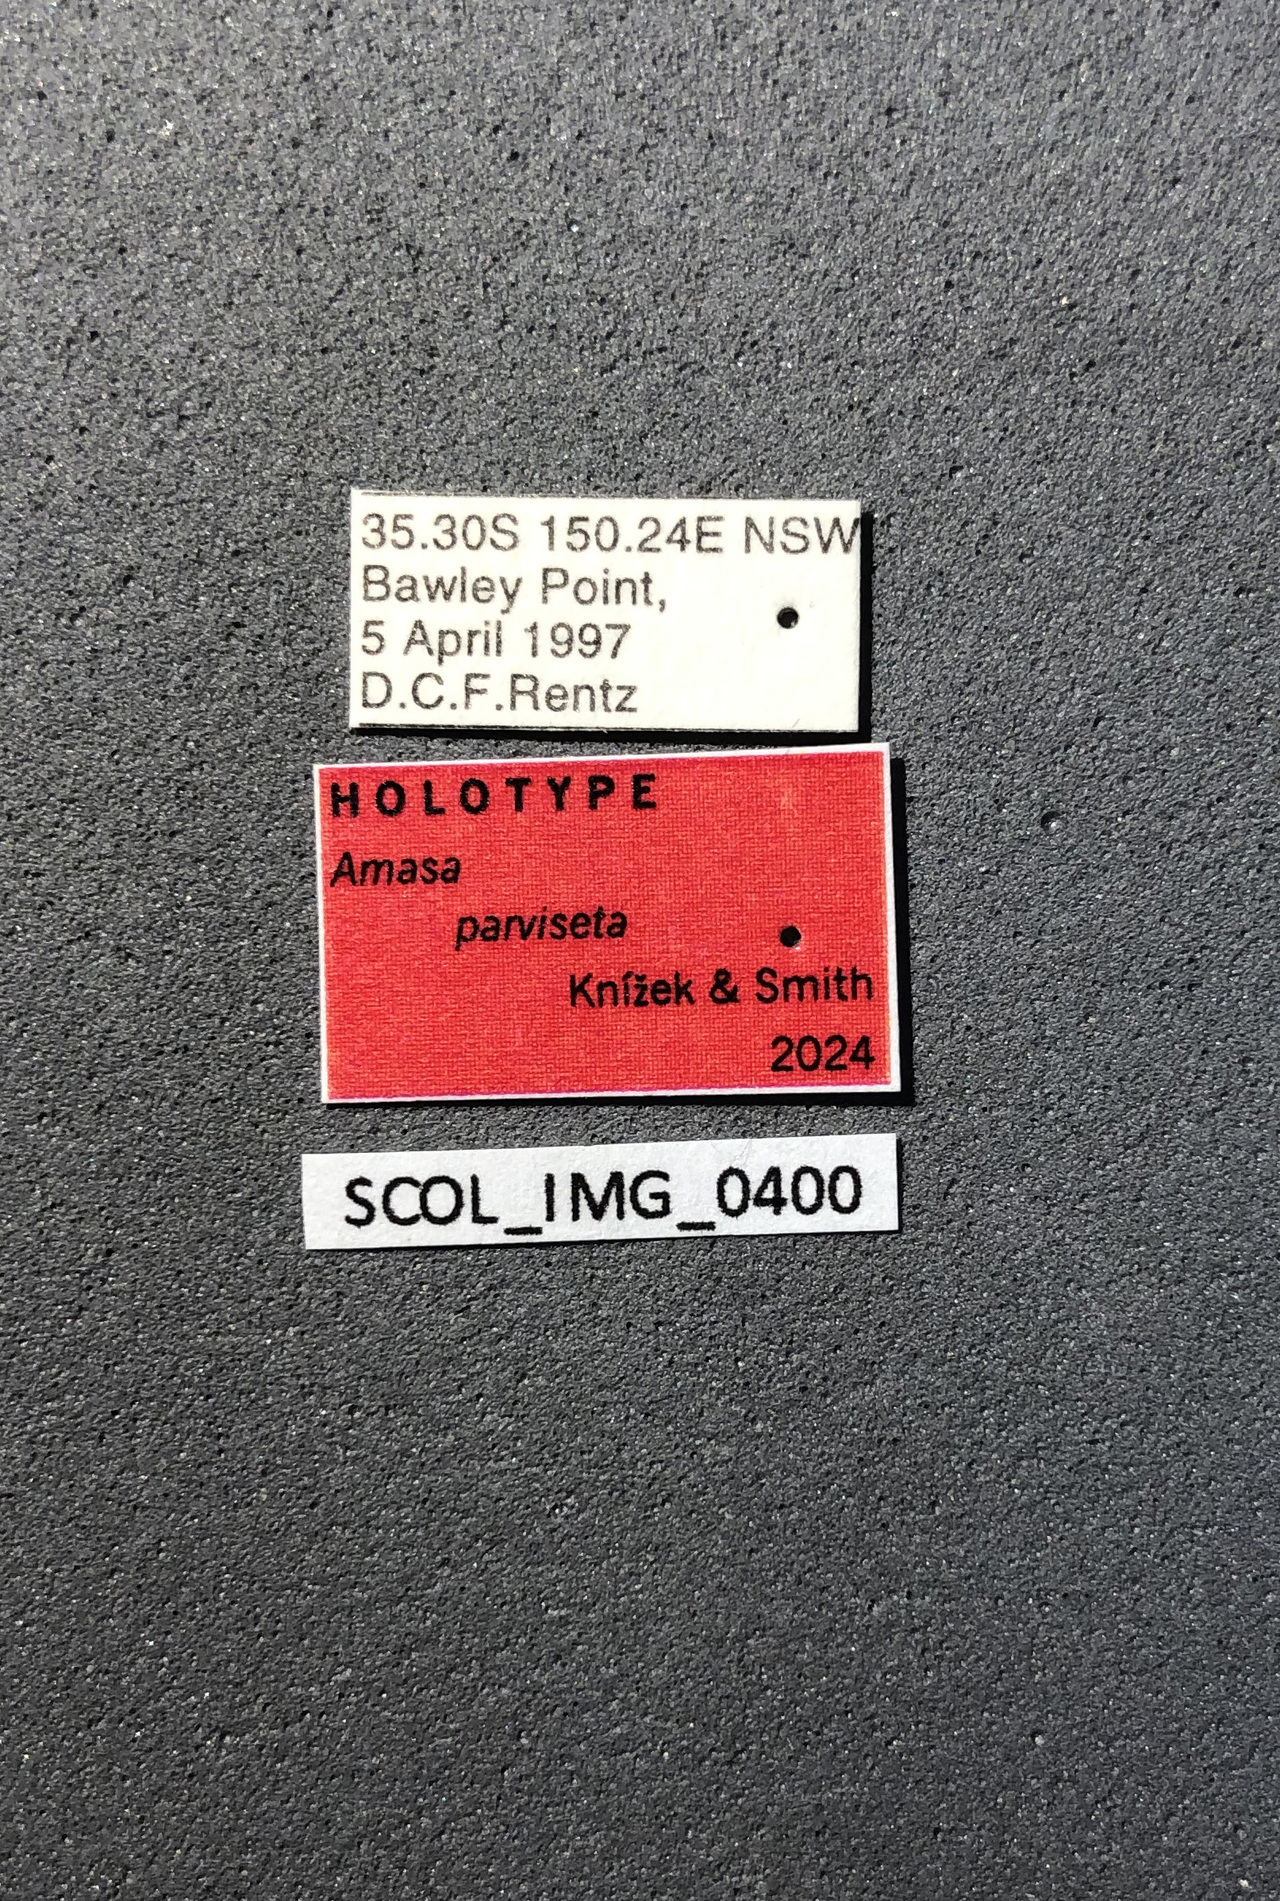 35.30S 150.24E NSW
Bawley Point,
5 April 1997
D.C.F.Rentz
HOLOTYPE
Amasa
parviseta
Knížek & Smith
2024
SCOL_IMG_0400